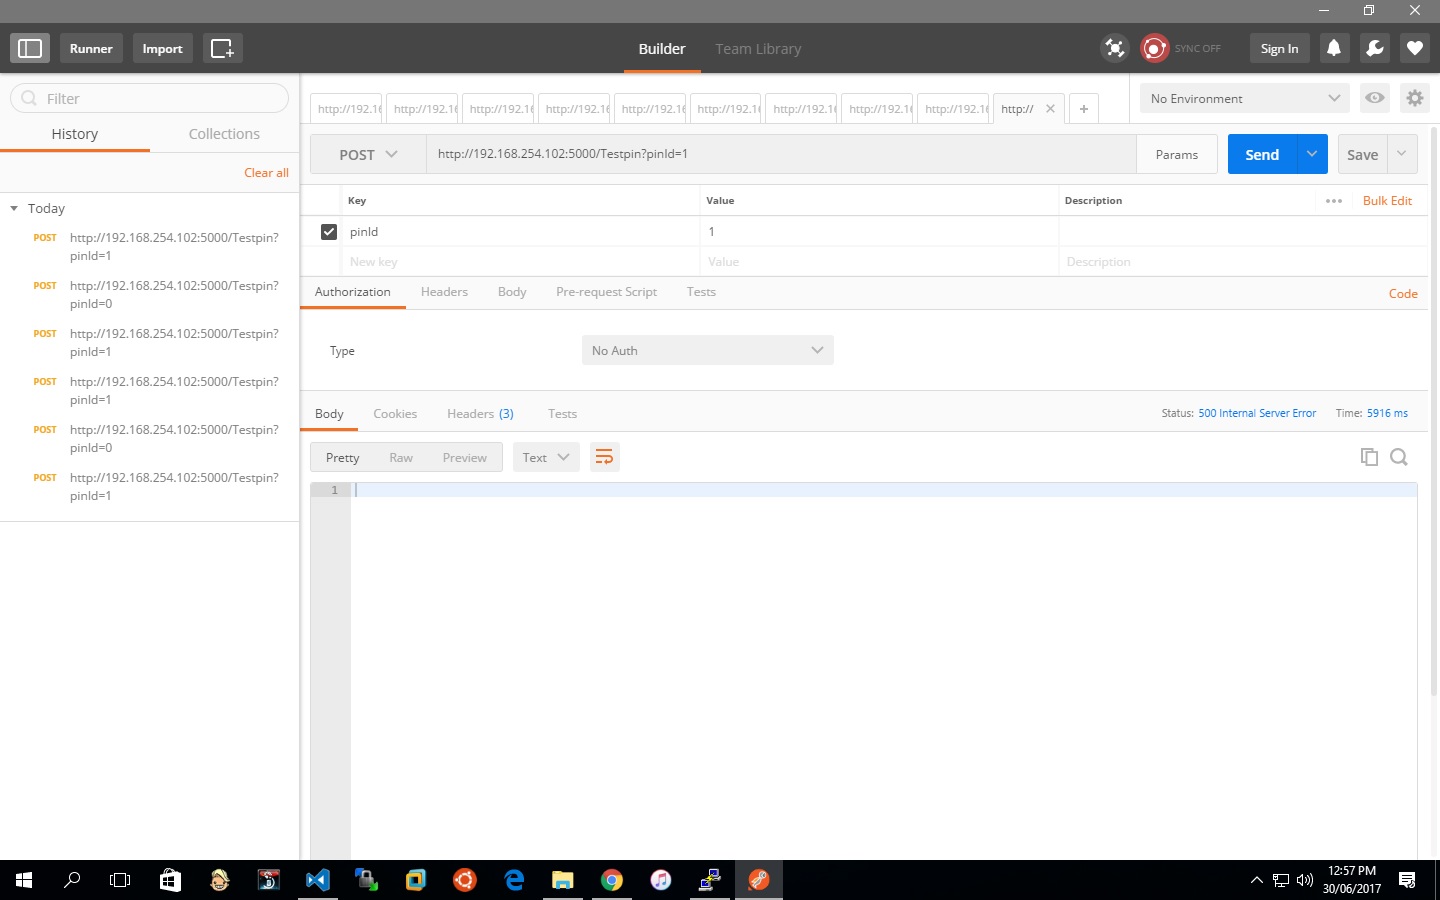 Runner
Import
Builder
Team Library
SYNC OFF
Sign In
Filter
History
Collections
Clear all
Today
POST http://192.168.254.102:5000/Testpin?
pinId=1
POST http://192.168.254.102:5000/Testpin?
pinId=0
POST http://192.168.254.102:5000/Testpin?
pinId=1
POST http://192.168.254.102:5000/Testpin?
pinId=1
POST http://192.168.254.102:5000/Testpin?
pinId=0
POST http://192.168.254.102:5000/Testpin?
pinId=1
http://192.16 http://192.16 http://192.16 http://192.16 http://192.16 http://192.16 http://192.16 http://192.16 http://192.16 http:// +
No Environment
POST http://192.168.254.102:5000/Testpin?pinId=1 Params Send Save
Key Value Description ••• Bulk Edit
pinId 1
New key Value Description
Authorization Headers Body Pre-request Script Tests Code
Type No Auth
Body Cookies Headers (3) Tests Status: 500 Internal Server Error Time: 5916 ms
Pretty Raw Preview Text
1
12:57 PM
30/06/2017